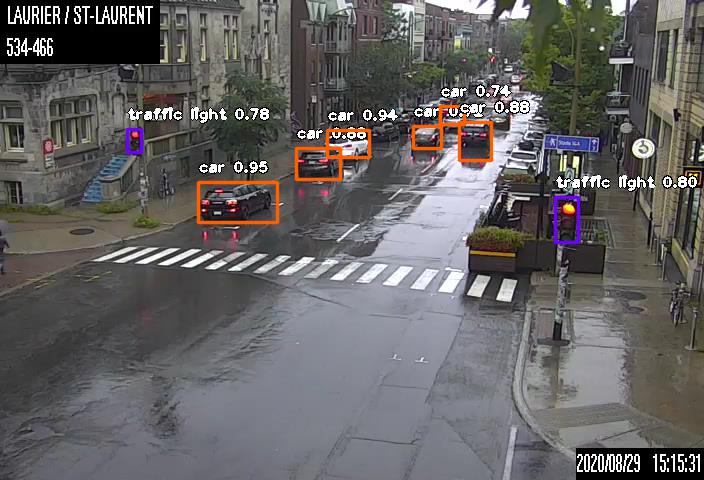 LAURIER / ST-LAURENT
534-466
traffic light 0.78
car 0.94
car 0.74
car 0.88
car 0.95
traffic light 0.80
2020/08/29 15:15:31